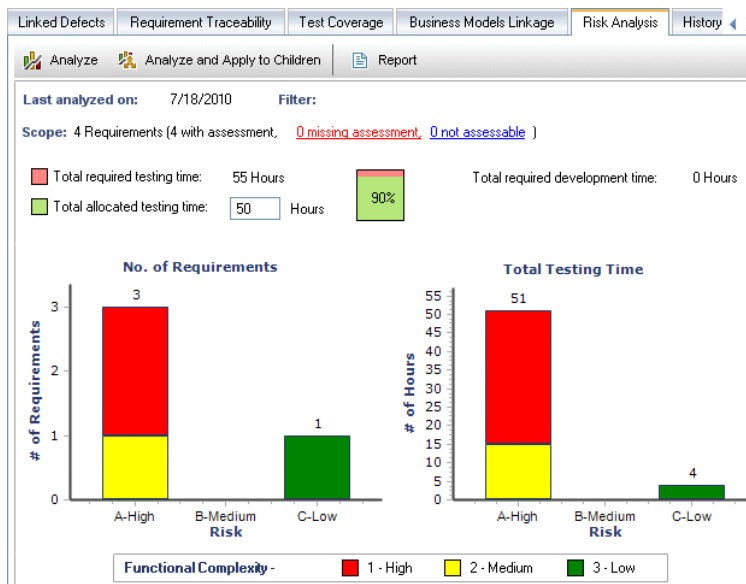 Linked Defects Requirement Traceability Test Coverage Business Models Linkage Risk Analysis History
Analyze Analyze and Apply to Children Report
Last analyzed on: 7/18/2010 Filter:
Scope: 4 Requirements (4 with assessment, 0 missing assessment, 0 not assessable )
Total required testing time: 55 Hours Total required development time: 0 Hours
Total allocated testing time: 50 Hours
90%
No. of Requirements
# of Requirements
3
2
1
0
3
1
A-High B-Medium C-Low
Risk
Total Testing Time
# of Hours
55
50
45
40
35
30
25
20
15
10
5
0
51
4
A-High B-Medium C-Low
Risk
Functional Complexity - 1 - High 2 - Medium 3 - Low